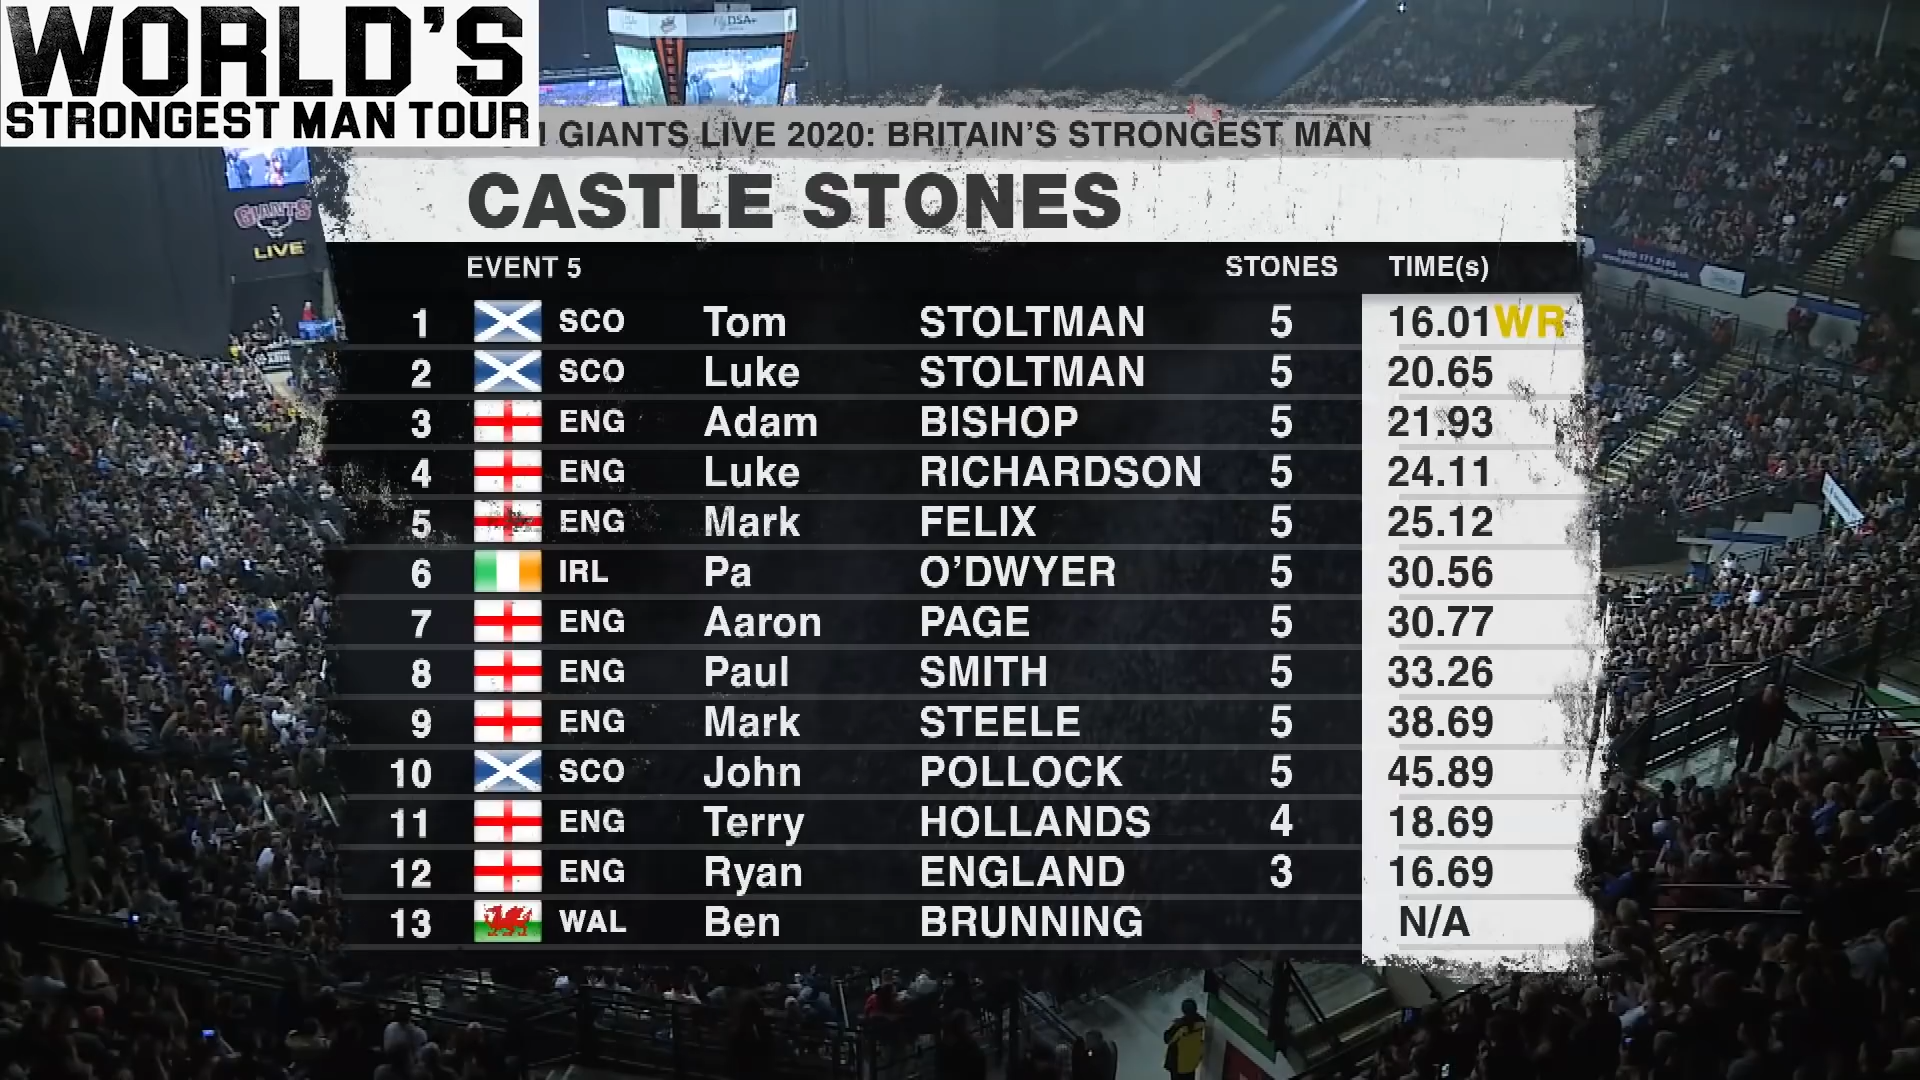 WORLD'S
STRONGEST MAN TOUR
GIANTS LIVE 2020: BRITAIN'S STRONGEST MAN
CASTLE STONES
EVENT 5 STONES TIME(s)
1 SCO Tom STOLTMAN 5 16.01 WR
2 SCO Luke STOLTMAN 5 20.65
3 ENG Adam BISHOP 5 21.93
4 ENG Luke RICHARDSON 5 24.11
5 ENG Mark FELIX 5 25.12
6 IRL Pa O'DWYER 5 30.56
7 ENG Aaron PAGE 5 30.77
8 ENG Paul SMITH 5 33.26
9 ENG Mark STEELE 5 38.69
10 SCO John POLLOCK 5 45.89
11 ENG Terry HOLLANDS 4 18.69
12 ENG Ryan ENGLAND 3 16.69
13 WAL Ben BRUNNING N/A
GIANTS
LIVE